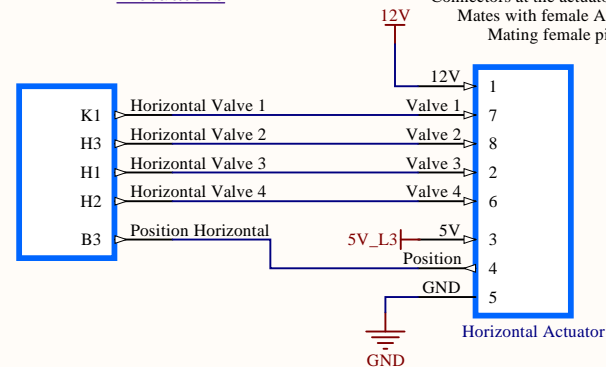 Connectors at the actuato
12V
Mates with female A
Mating female pi
12V
1
K1 Horizontal Valve 1 Valve 1 7
H3 Horizontal Valve 2 Valve 2 8
H1 Horizontal Valve 3 Valve 3 2
H2 Horizontal Valve 4 Valve 4 6
B3 Position Horizontal 5V_L3 5V 3
Position 4
GND 5
Horizontal Actuator
GND